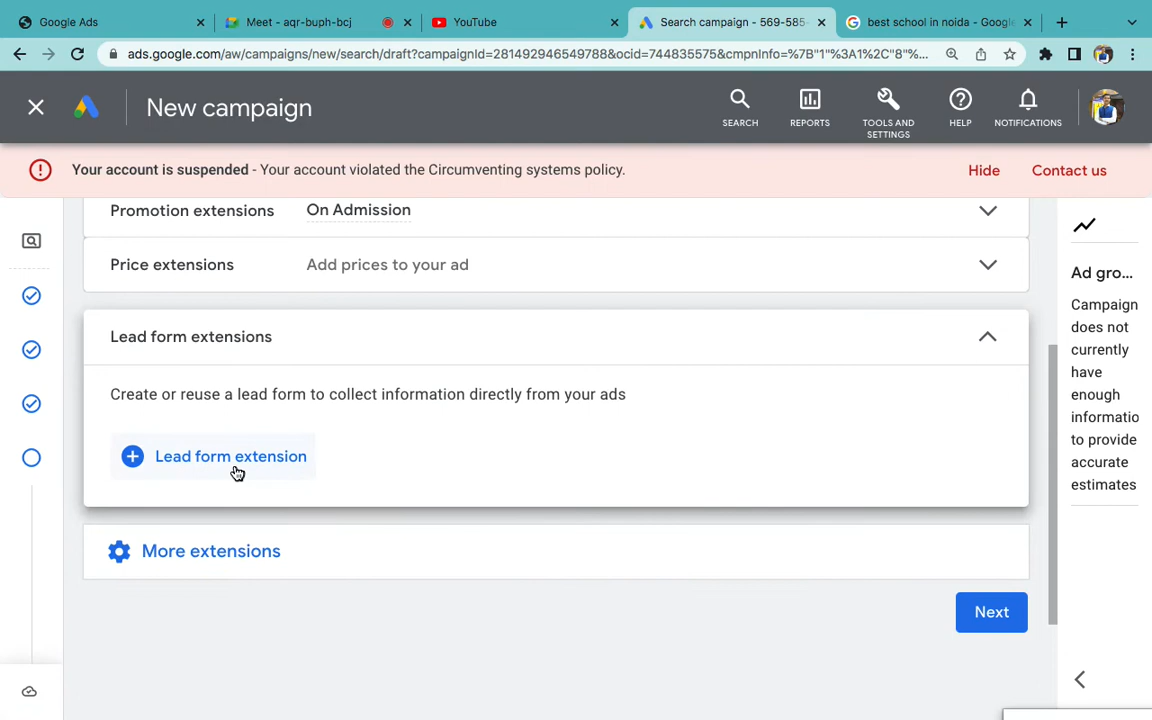 Google Ads
Meet - aqr-buph-bcj
YouTube
Search campaign - 569-585-
best school in noida - Google
ads.google.com/aw/campaigns/new/search/draft?campaignId=281492946549788&ocid=744835575&cmpnInfo=%7B"1"%3A1%2C"8"%...
New campaign
SEARCH
REPORTS
TOOLS AND
SETTINGS
HELP
NOTIFICATIONS
Your account is suspended - Your account violated the Circumventing systems policy.
Hide
Contact us
Promotion extensions
On Admission
Price extensions
Add prices to your ad
Lead form extensions
Create or reuse a lead form to collect information directly from your ads
Lead form extension
More extensions
Next
Ad gro...
Campaign
does not
currently
have
enough
informatio
to provide
accurate
estimates